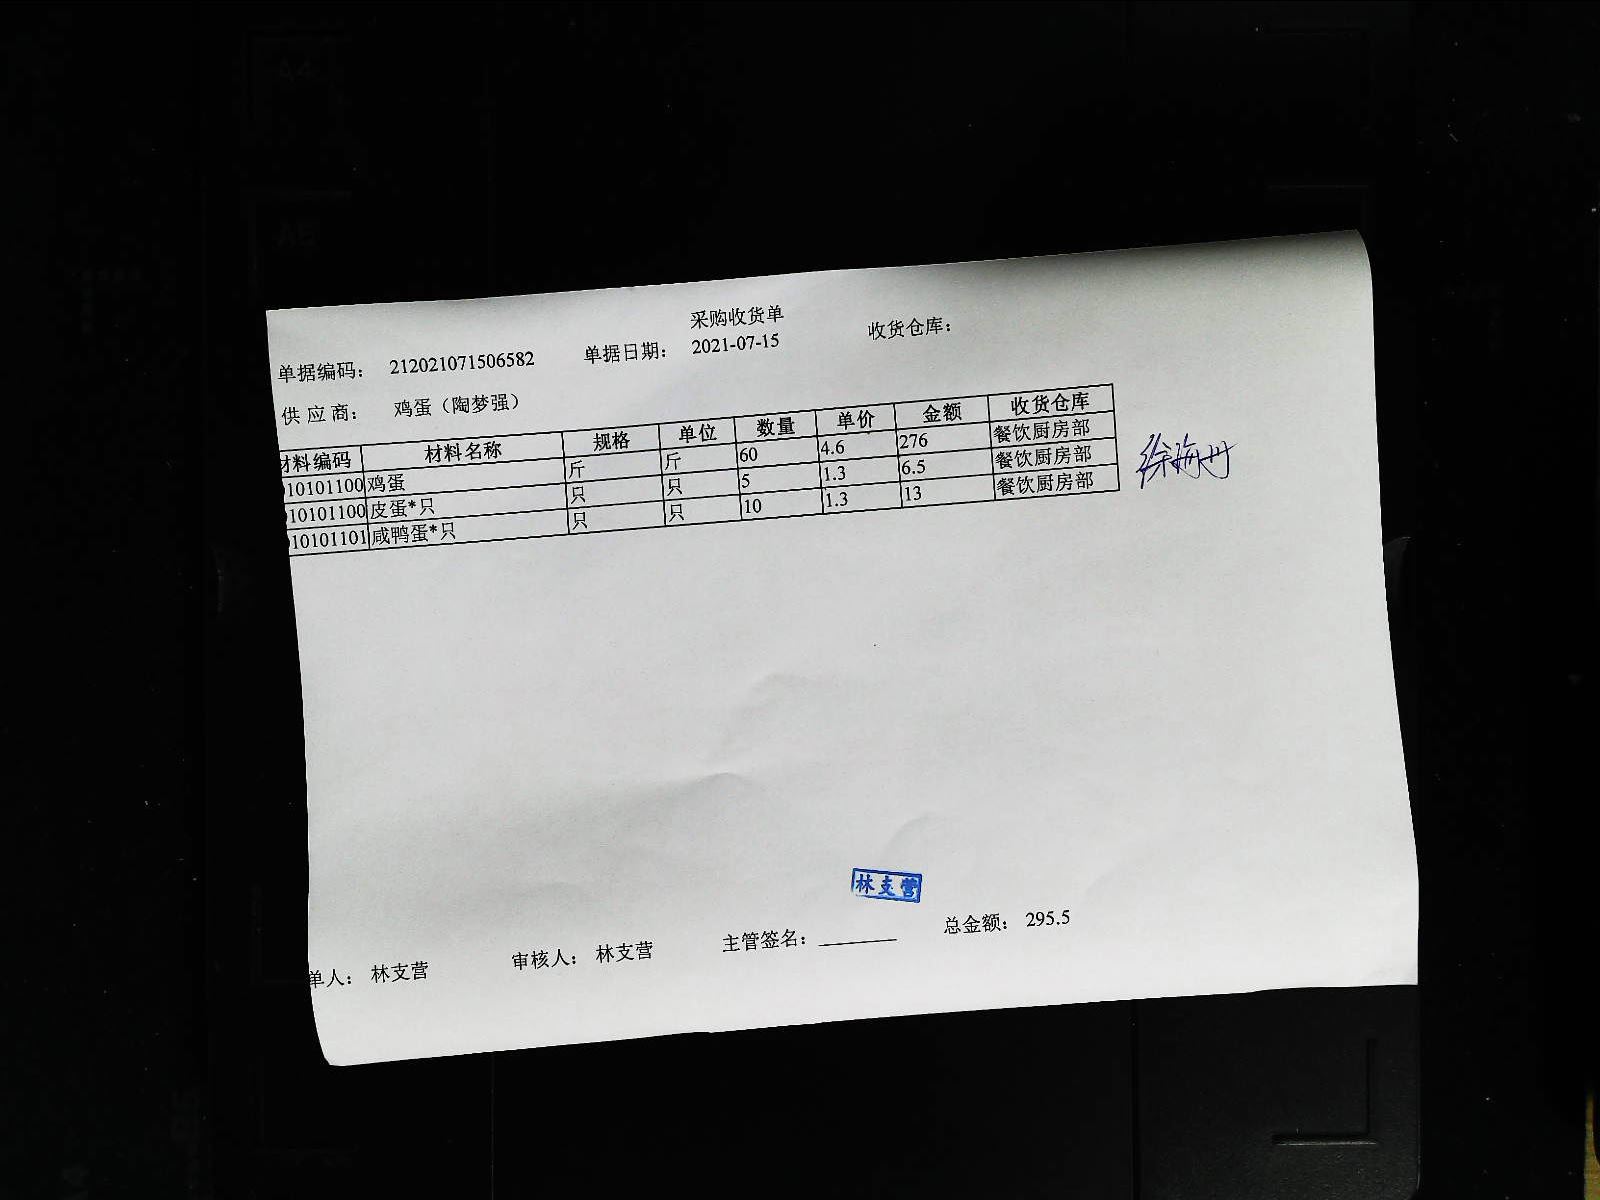 采购收货单
单据编码： 212021071506582 单据日期： 2021-07-15 收货仓库：
供 应 商： 鸡蛋（陶梦强）
材料编码 材料名称 规格 单位 数量 单价 金额 收货仓库
10101100 鸡蛋 斤 斤 60 4.6 276 餐饮厨房部
10101100 皮蛋*只 只 只 5 1.3 6.5 餐饮厨房部
10101101 咸鸭蛋*只 只 只 10 1.3 13 餐饮厨房部
林支营
单人： 林支营 审核人： 林支营 主管签名： 总金额： 295.5
A4
A5